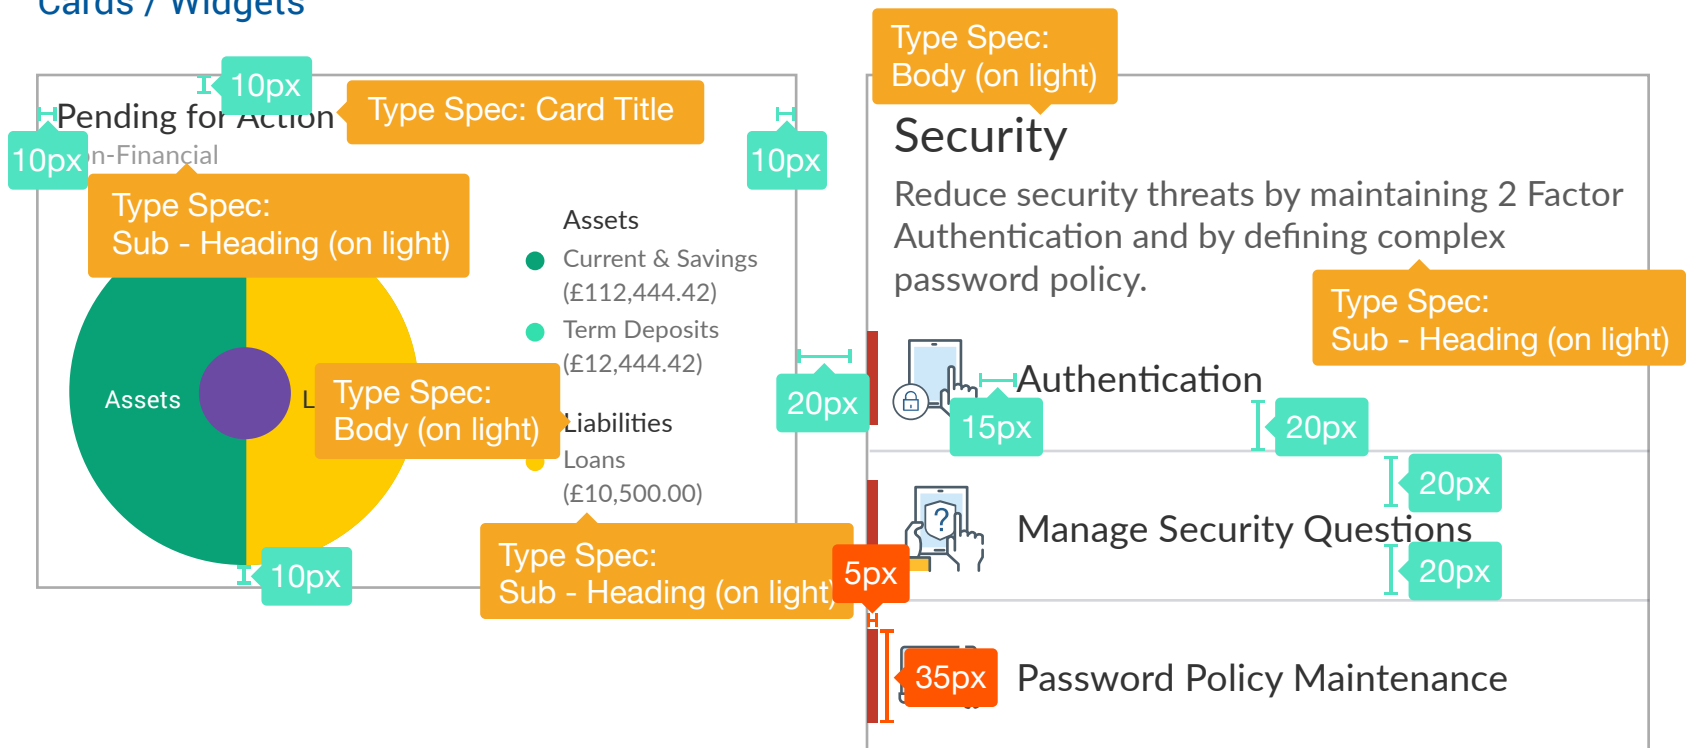 Cards / Widgets
10px
Type Spec: Card Title
Pending for Action
10px
on-Financial
10px
Type Spec:
Sub - Heading (on light)
Assets
Current & Savings
(£112,444.42)
Term Deposits
(£12,444.42)
Assets
L
Type Spec:
Body (on light)
Liabilities
Loans
(£10,500.00)
10px
Type Spec:
Sub - Heading (on light)
20px
Type Spec:
Body (on light)
Security
Reduce security threats by maintaining 2 Factor
Authentication and by defining complex
password policy.
Type Spec:
Sub - Heading (on light)
Authentication
15px
20px
20px
?
Manage Security Questions
20px
5px
35px
Password Policy Maintenance